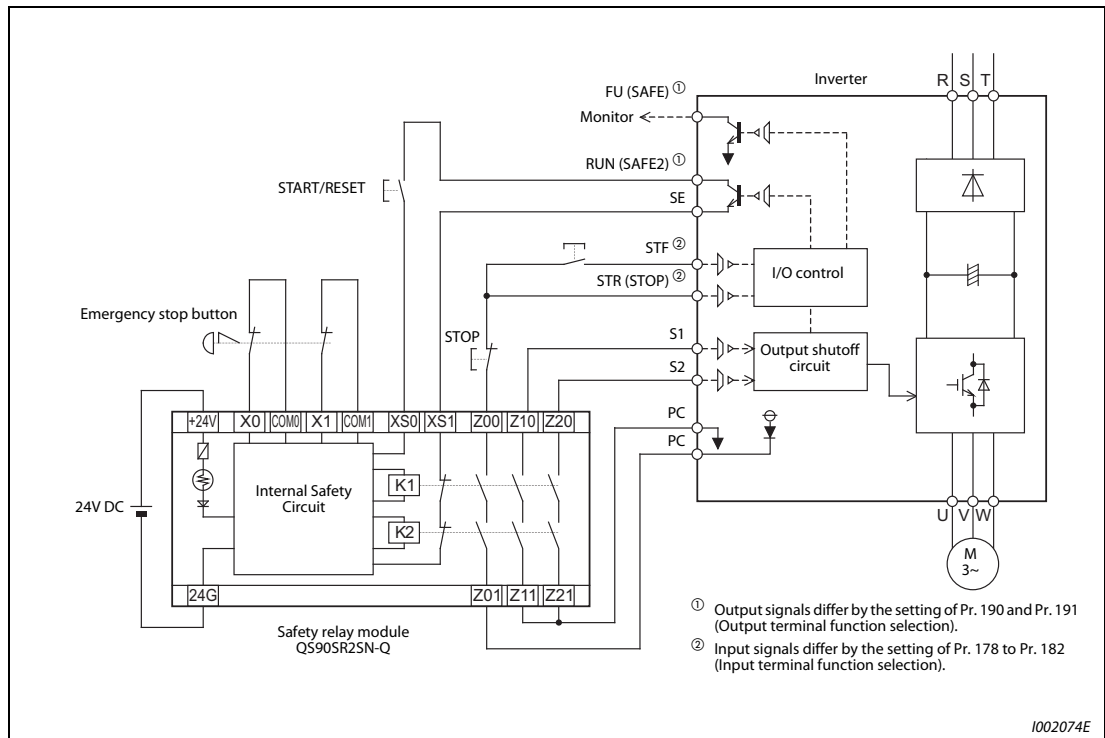 Inverter
R S T
FU (SAFE) ①
Monitor
RUN (SAFE2) ①
START/RESET
SE
STF ②
STR (STOP) ②
I/O control
Emergency stop button
STOP
S1
S2
Output shutoff
circuit
PC
PC
+24V X0 COM0 X1 COM1 XS0 XS1 Z00 Z10 Z20
K1
Internal Safety
Circuit
24V DC
K2
U V W
M
3~
24G Z01 Z11 Z21
Safety relay module
QS90SR2SN-Q
① Output signals differ by the setting of Pr. 190 and Pr. 191
(Output terminal function selection).
② Input signals differ by the setting of Pr. 178 to Pr. 182
(Input terminal function selection).
I002074E